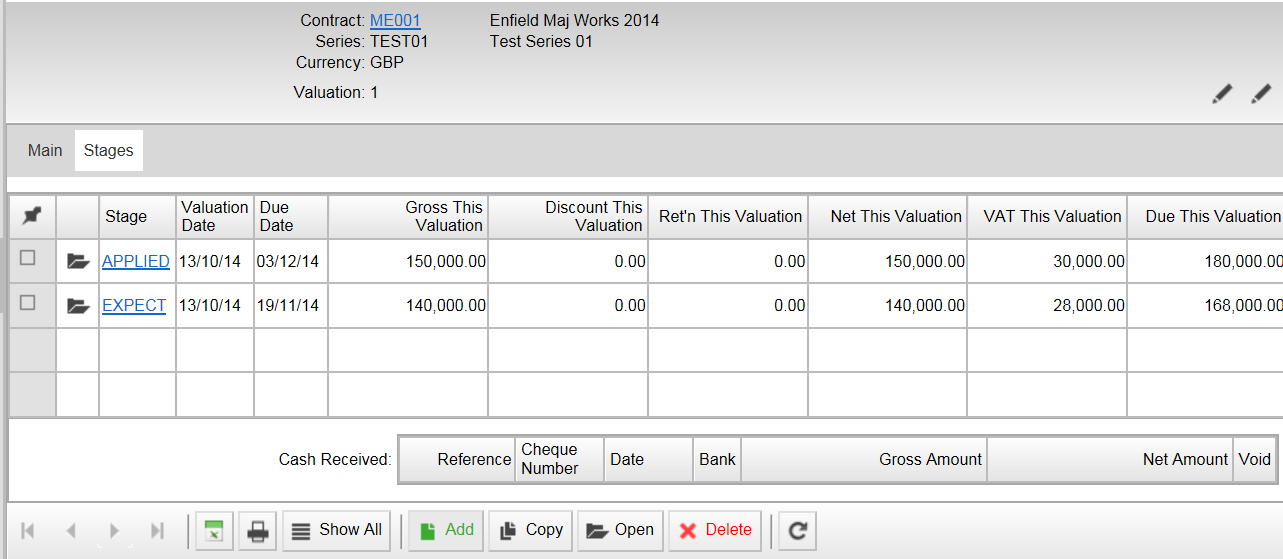 Contract: ME001 Enfield Maj Works 2014
Series: TEST01 Test Series 01
Currency: GBP
Valuation: 1
Main Stages
Stage Valuation Date Due Date Gross This Valuation Discount This Valuation Ret'n This Valuation Net This Valuation VAT This Valuation Due This Valuation
APPLIED 13/10/14 03/12/14 150,000.00 0.00 0.00 150,000.00 30,000.00 180,000.00
EXPECT 13/10/14 19/11/14 140,000.00 0.00 0.00 140,000.00 28,000.00 168,000.00
Cash Received: Reference Cheque Number Date Bank Gross Amount Net Amount Void
Show All Add Copy Open Delete